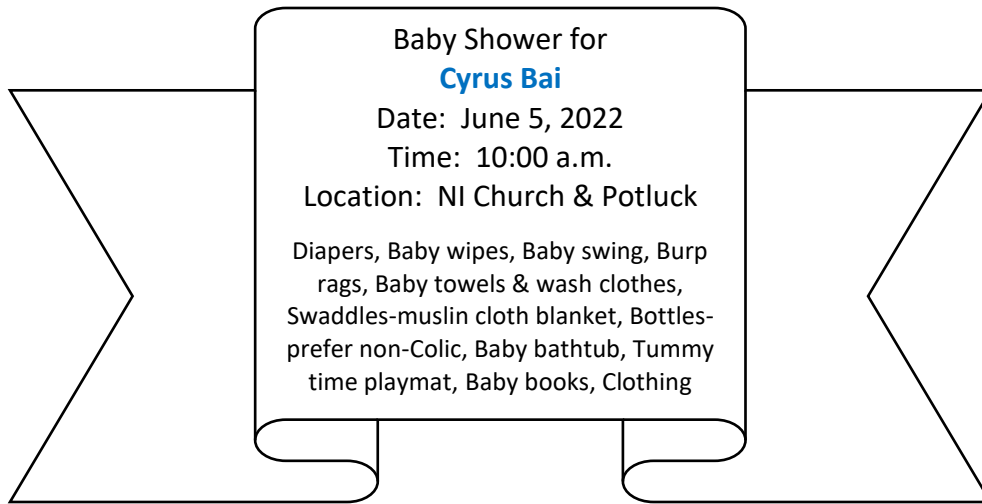 Baby Shower for
Cyrus Bai
Date:  June 5, 2022
Time:  10:00 a.m.
Location:  NI Church & Potluck
Diapers, Baby wipes, Baby swing, Burp
rags, Baby towels & wash clothes,
Swaddles-muslin cloth blanket, Bottles-
prefer non-Colic, Baby bathtub, Tummy
time playmat, Baby books, Clothing